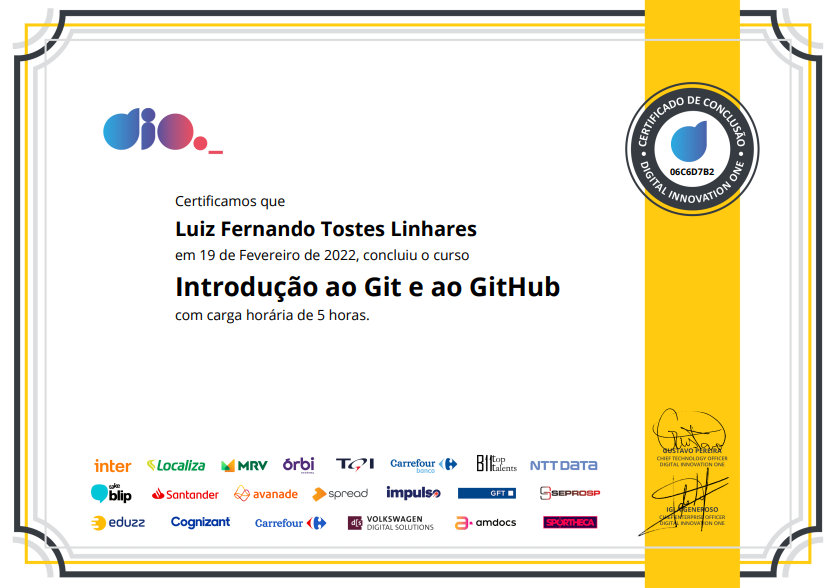 dio._
CERTIFICADO DE CONCLUSÃO
06C6D7B2
DIGITAL INNOVATION ONE
Certificamos que
Luiz Fernando Tostes Linhares
em 19 de Fevereiro de 2022, concluiu o curso
Introdução ao Git e ao GitHub
com carga horária de 5 horas.
inter Localiza MRV órbi TQI Carrefour banco top talents NTT DATA
take blip Santander avanade spread impulso GFT SEPROSP
eduzz Cognizant Carrefour d|s VOLKSWAGEN DIGITAL SOLUTIONS a: amdocs SPORTHECA
GUSTAVO PEREIRA
CHIEF TECHNOLOGY OFFICER
DIGITAL INNOVATION ONE
GENEROSO
CHIEF ENTERPRISE OFFICER
DIGITAL INNOVATION ONE